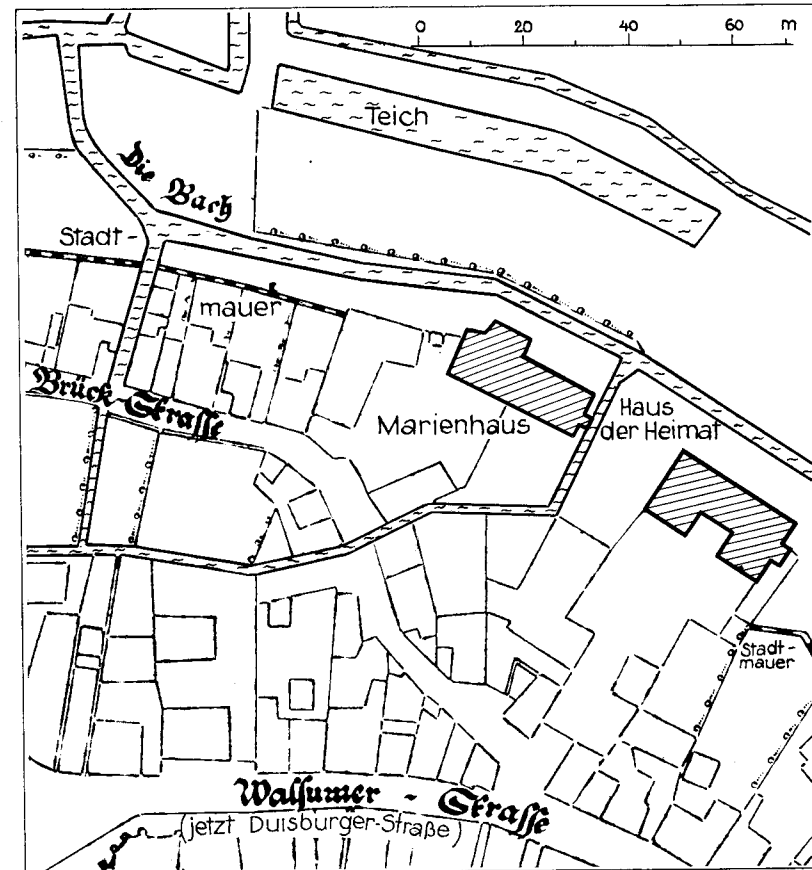 0 20 40 60 m
Teich
Die Bach
Stadt-
mauer
Brück-Strasse
Marienhaus
Haus
der Heimat
Stadt-
mauer
Walsumer - Strasse
(jetzt Duisburger-Straße)